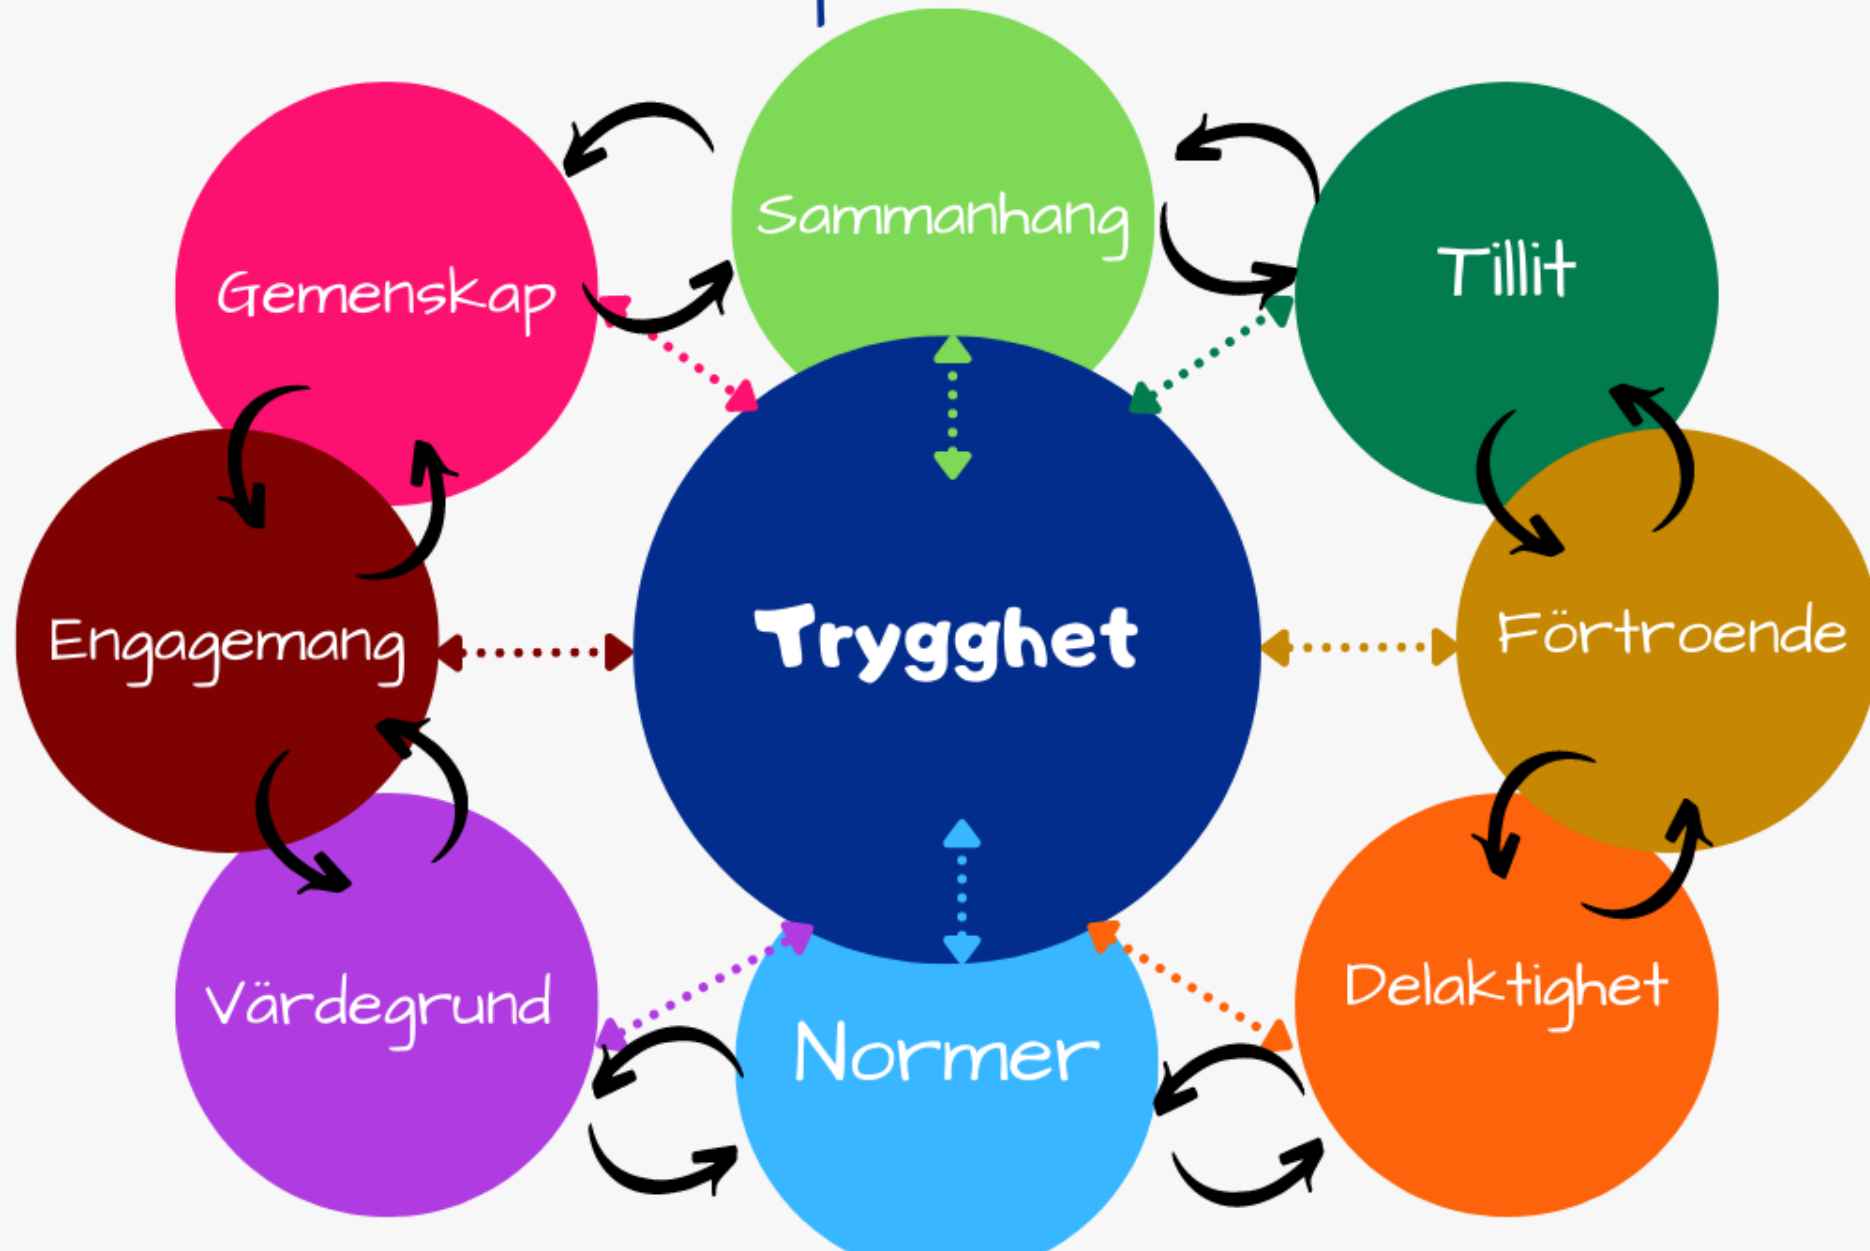 Sammanhang
Gemenskap
Tillit
Engagemang
Trygghet
Förtroende
Värdegrund
Normer
Delaktighet